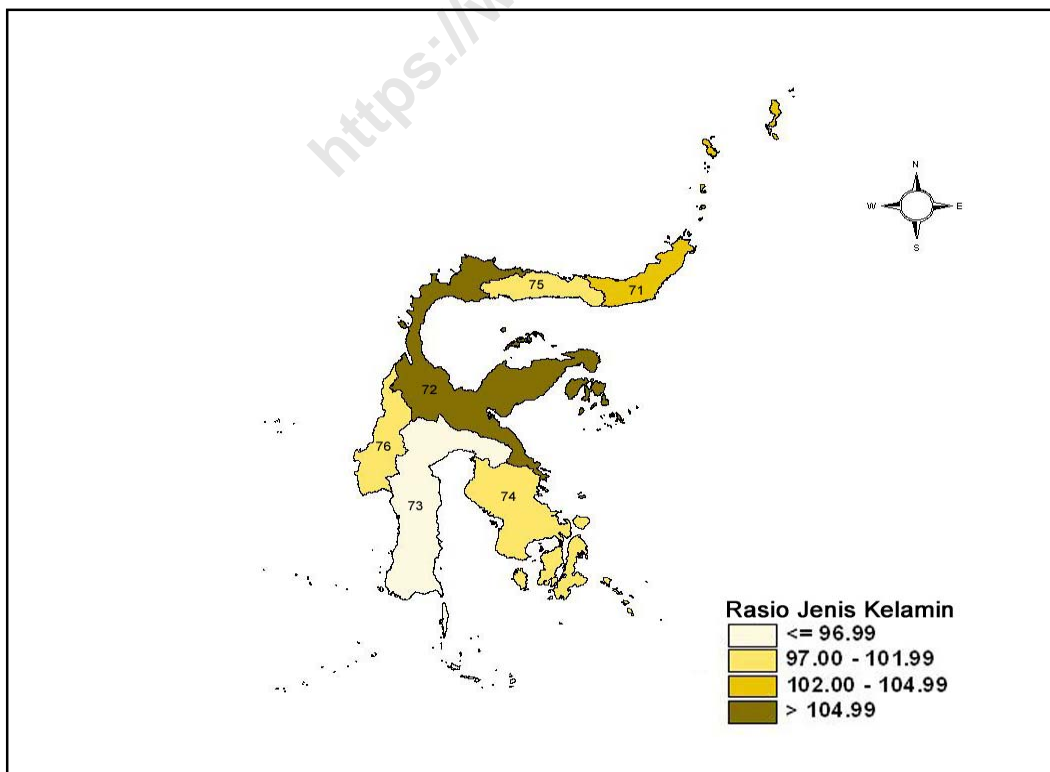 https://w
N
W E
S
75
71
72
76
73
74
Rasio Jenis Kelamin
<= 96.99
97.00 - 101.99
102.00 - 104.99
> 104.99